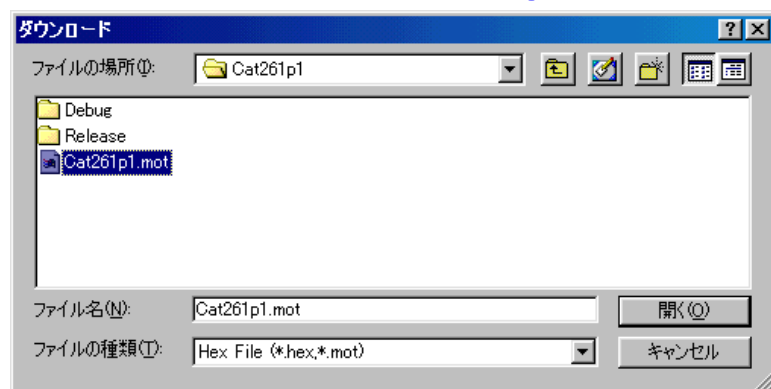 ダウンロード
ファイルの場所(I): Cat261p1
Debug
Release
Cat261p1.mot
ファイル名(N): Cat261p1.mot 開く(O)
ファイルの種類(T): Hex File (*.hex,*.mot) キャンセル